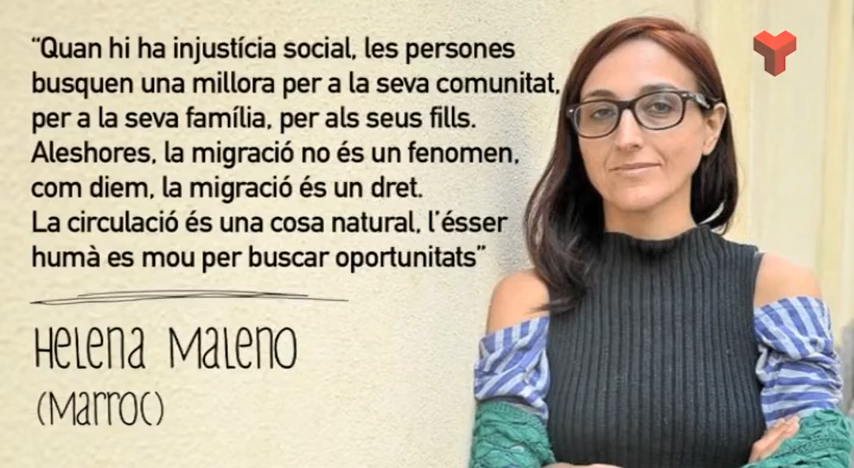 “Quan hi ha injustícia social, les persones
busquen una millora per a la seva comunitat,
per a la seva família, per als seus fills.
Aleshores, la migració no és un fenomen,
com diem, la migració és un dret.
La circulació és una cosa natural, l’ésser
humà es mou per buscar oportunitats”
Helena Maleno
(Marroc)